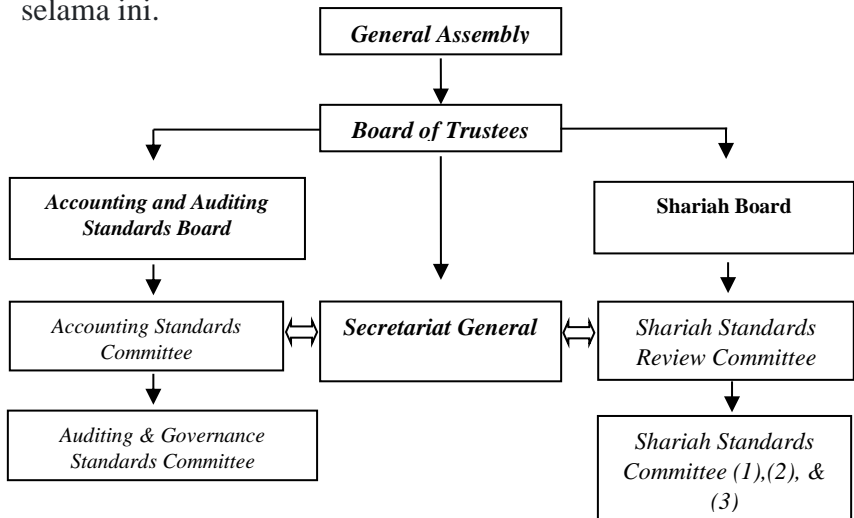 selama ini.
General Assembly
Board of Trustees
Accounting and Auditing
Standards Board
Shariah Board
Accounting Standards
Committee
Secretariat General
Shariah Standards
Review Committee
Auditing & Governance
Standards Committee
Shariah Standards
Committee (1),(2), &
(3)